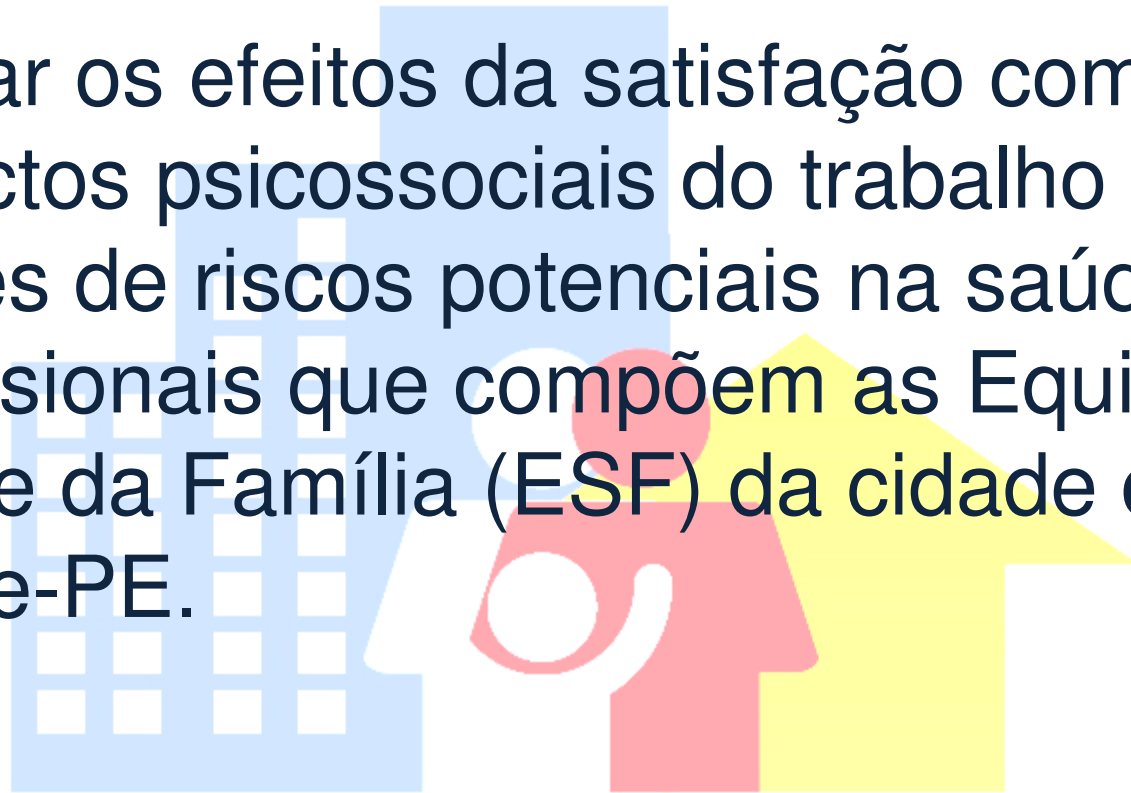 ar os efeitos da satisfação com
ctos psicossociais do trabalho
es de riscos potenciais na saúd
sionais que compõem as Equi
e da Família (ESF) da cidade
e-PE.